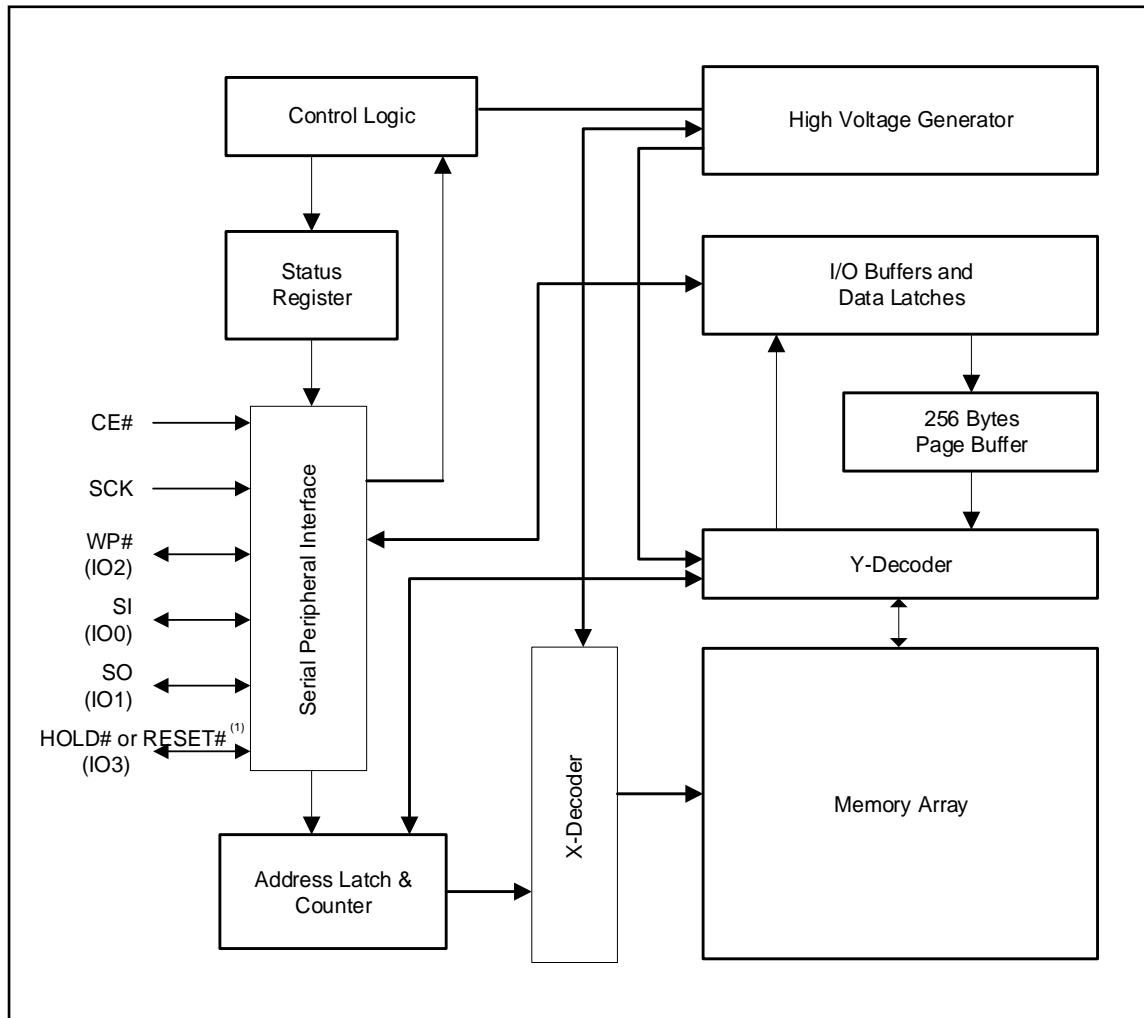 Control Logic
High Voltage Generator
Status
Register
I/O Buffers and
Data Latches
256 Bytes
Page Buffer
CE#
SCK
WP#
(IO2)
SI
(IO0)
SO
(IO1)
HOLD# or RESET# (1)
(IO3)
Serial Peripheral Interface
Y-Decoder
X-Decoder
Memory Array
Address Latch &
Counter